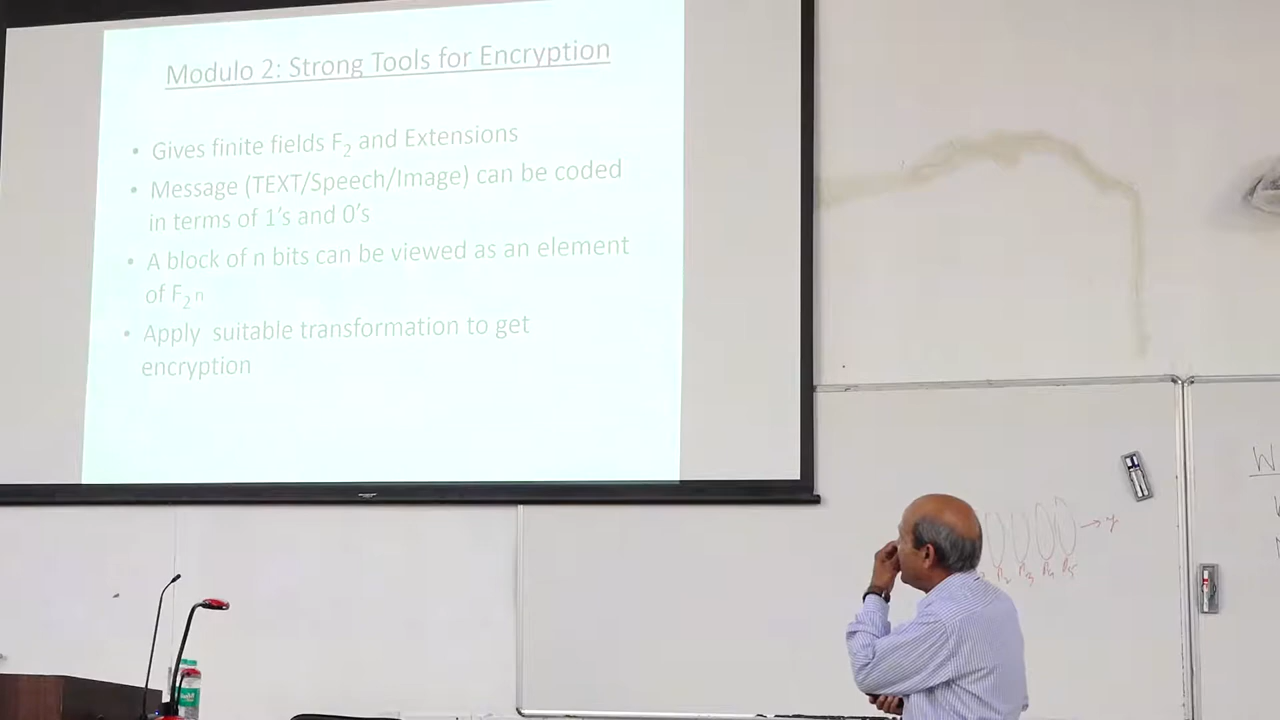 Modulo 2: Strong Tools for Encryption
• Gives finite fields F₂ and Extensions
• Message (TEXT/Speech/Image) can be coded
in terms of 1's and 0's
• A block of n bits can be viewed as an element
of F₂ n
• Apply suitable transformation to get
encryption
W